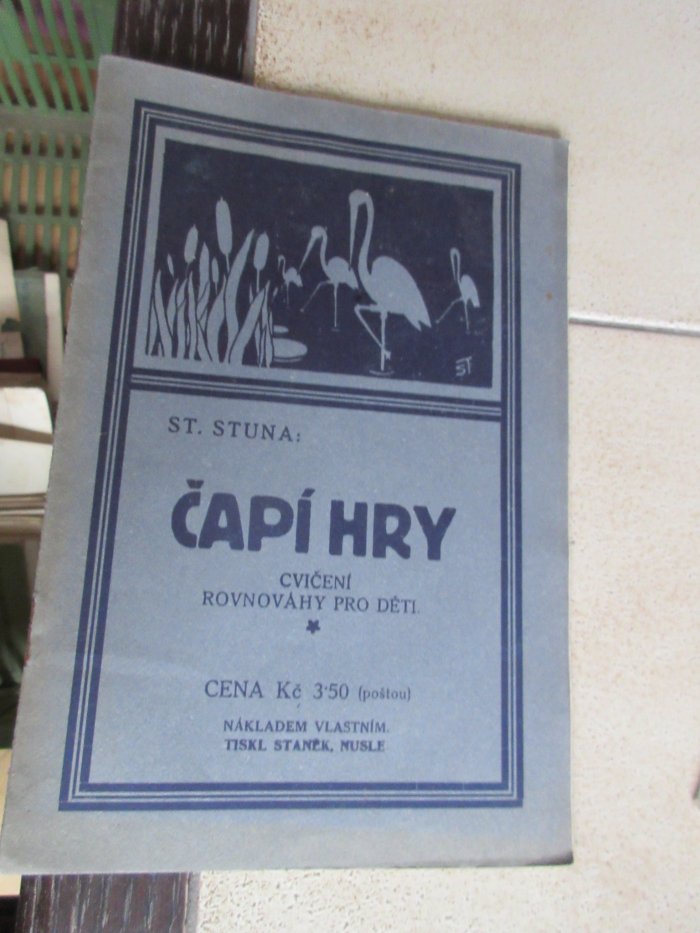 ST
ST. STUNA:
ČAPÍ HRY
CVIČENÍ
ROVNOVÁHY PRO DĚTI.
CENA Kč 3·50 (poštou)
NÁKLADEM VLASTNÍM.
TISKL STANĚK, NUSLE